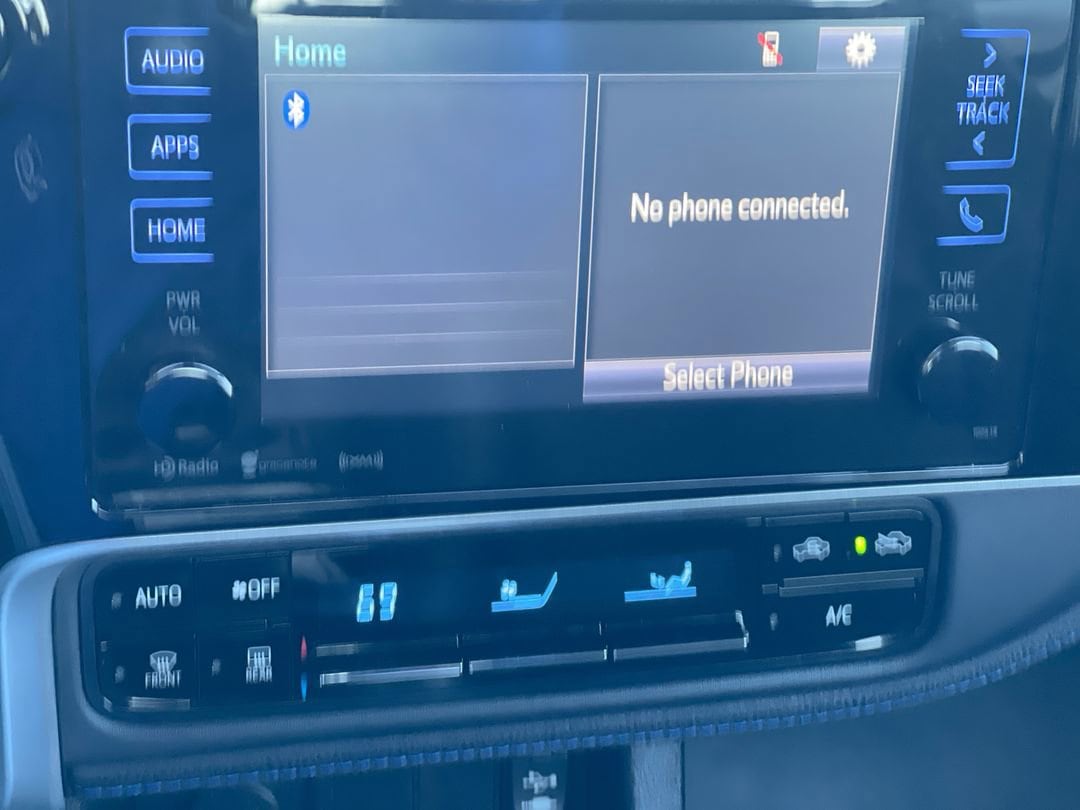 AUDIO
Home
SEEK
TRACK
APPS
No phone connected.
HOME
PWR
VOL
TUNE
SCROLL
Select Phone
HD Radio
AUTO
OFF
69
A/C
FRONT
REAR